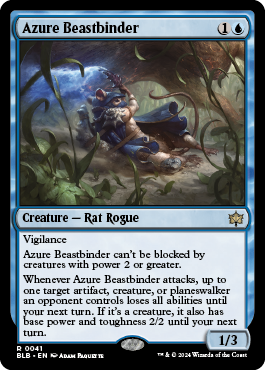 Azure Beastbinder 1
Creature — Rat Rogue
Vigilance
Azure Beastbinder can't be blocked by
creatures with power 2 or greater.
Whenever Azure Beastbinder attacks, up to
one target artifact, creature, or planeswalker
an opponent controls loses all abilities until
your next turn. If it's a creature, it also has
base power and toughness 2/2 until your next
turn.
1/3
R 0041
BLB • EN Adam Paquette
™ & © 2024 Wizards of the Coast